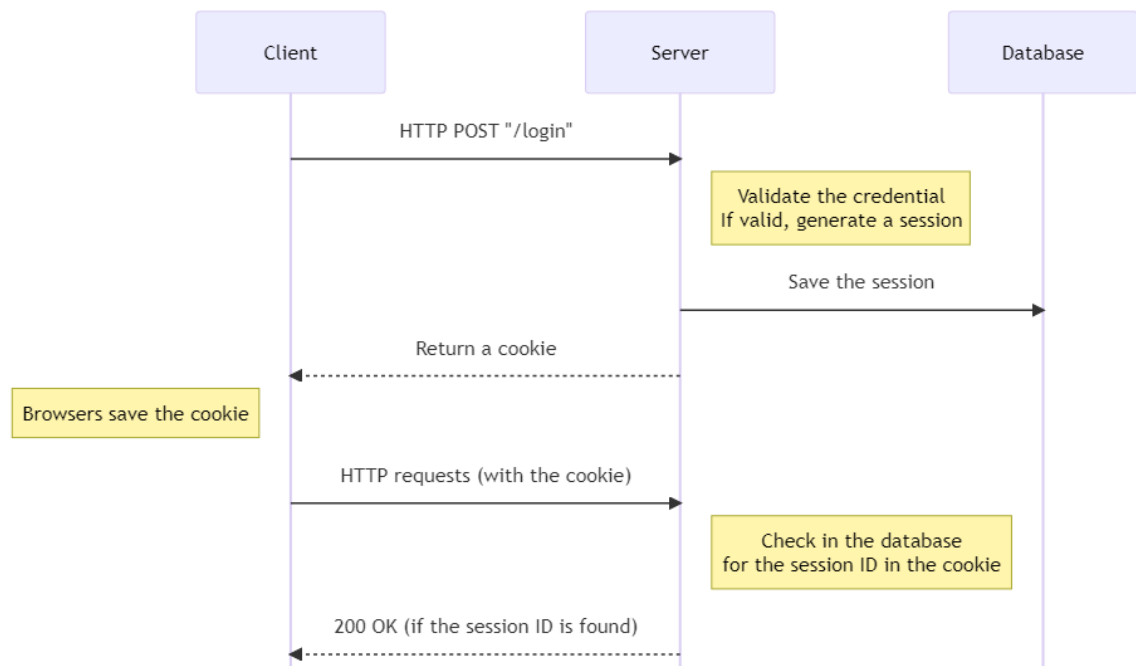 Client
Server
Database
HTTP POST "/login"
Validate the credential
If valid, generate a session
Save the session
Return a cookie
Browsers save the cookie
HTTP requests (with the cookie)
Check in the database
for the session ID in the cookie
200 OK (if the session ID is found)